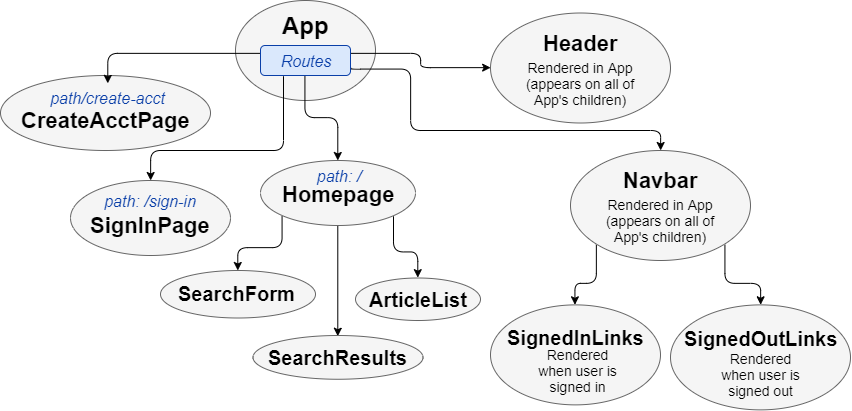 App
Routes
Header
Rendered in App
(appears on all of
App's children)
path/create-acct
CreateAcctPage
path: /sign-in
SignInPage
path: /
Homepage
Navbar
Rendered in App
(appears on all of
App's children)
SearchForm
ArticleList
SearchResults
SignedInLinks
Rendered
when user is
signed in
SignedOutLinks
Rendered
when user is
signed out